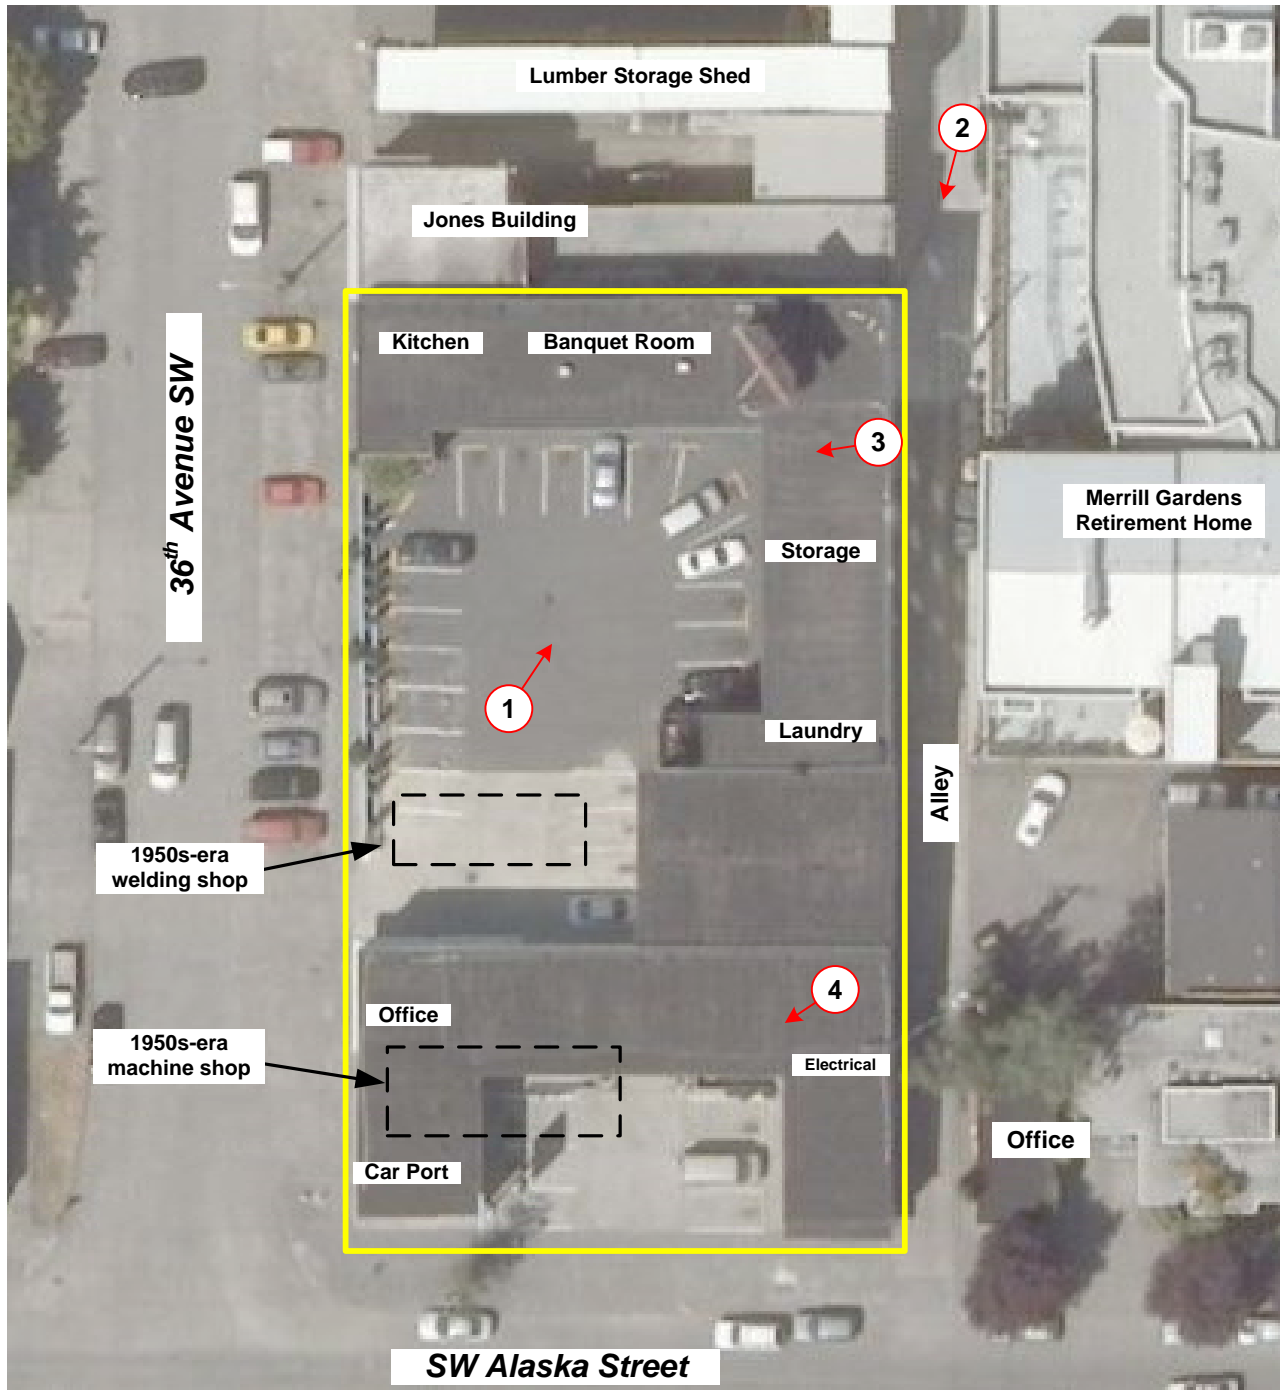 Lumber Storage Shed
2
Jones Building
Kitchen
Banquet Room
36th Avenue SW
3
Merrill Gardens
Retirement Home
Storage
1
Laundry
Alley
1950s-era
welding shop
4
Office
1950s-era
machine shop
Electrical
Office
Car Port
SW Alaska Street